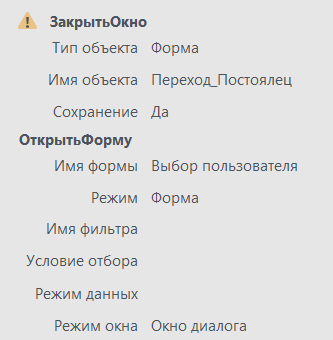 ЗакрытьОкно
Тип объекта Форма
Имя объекта Переход_Постоялец
Сохранение Да
ОткрытьФорму
Имя формы Выбор пользователя
Режим Форма
Имя фильтра
Условие отбора
Режим данных
Режим окна Окно диалога